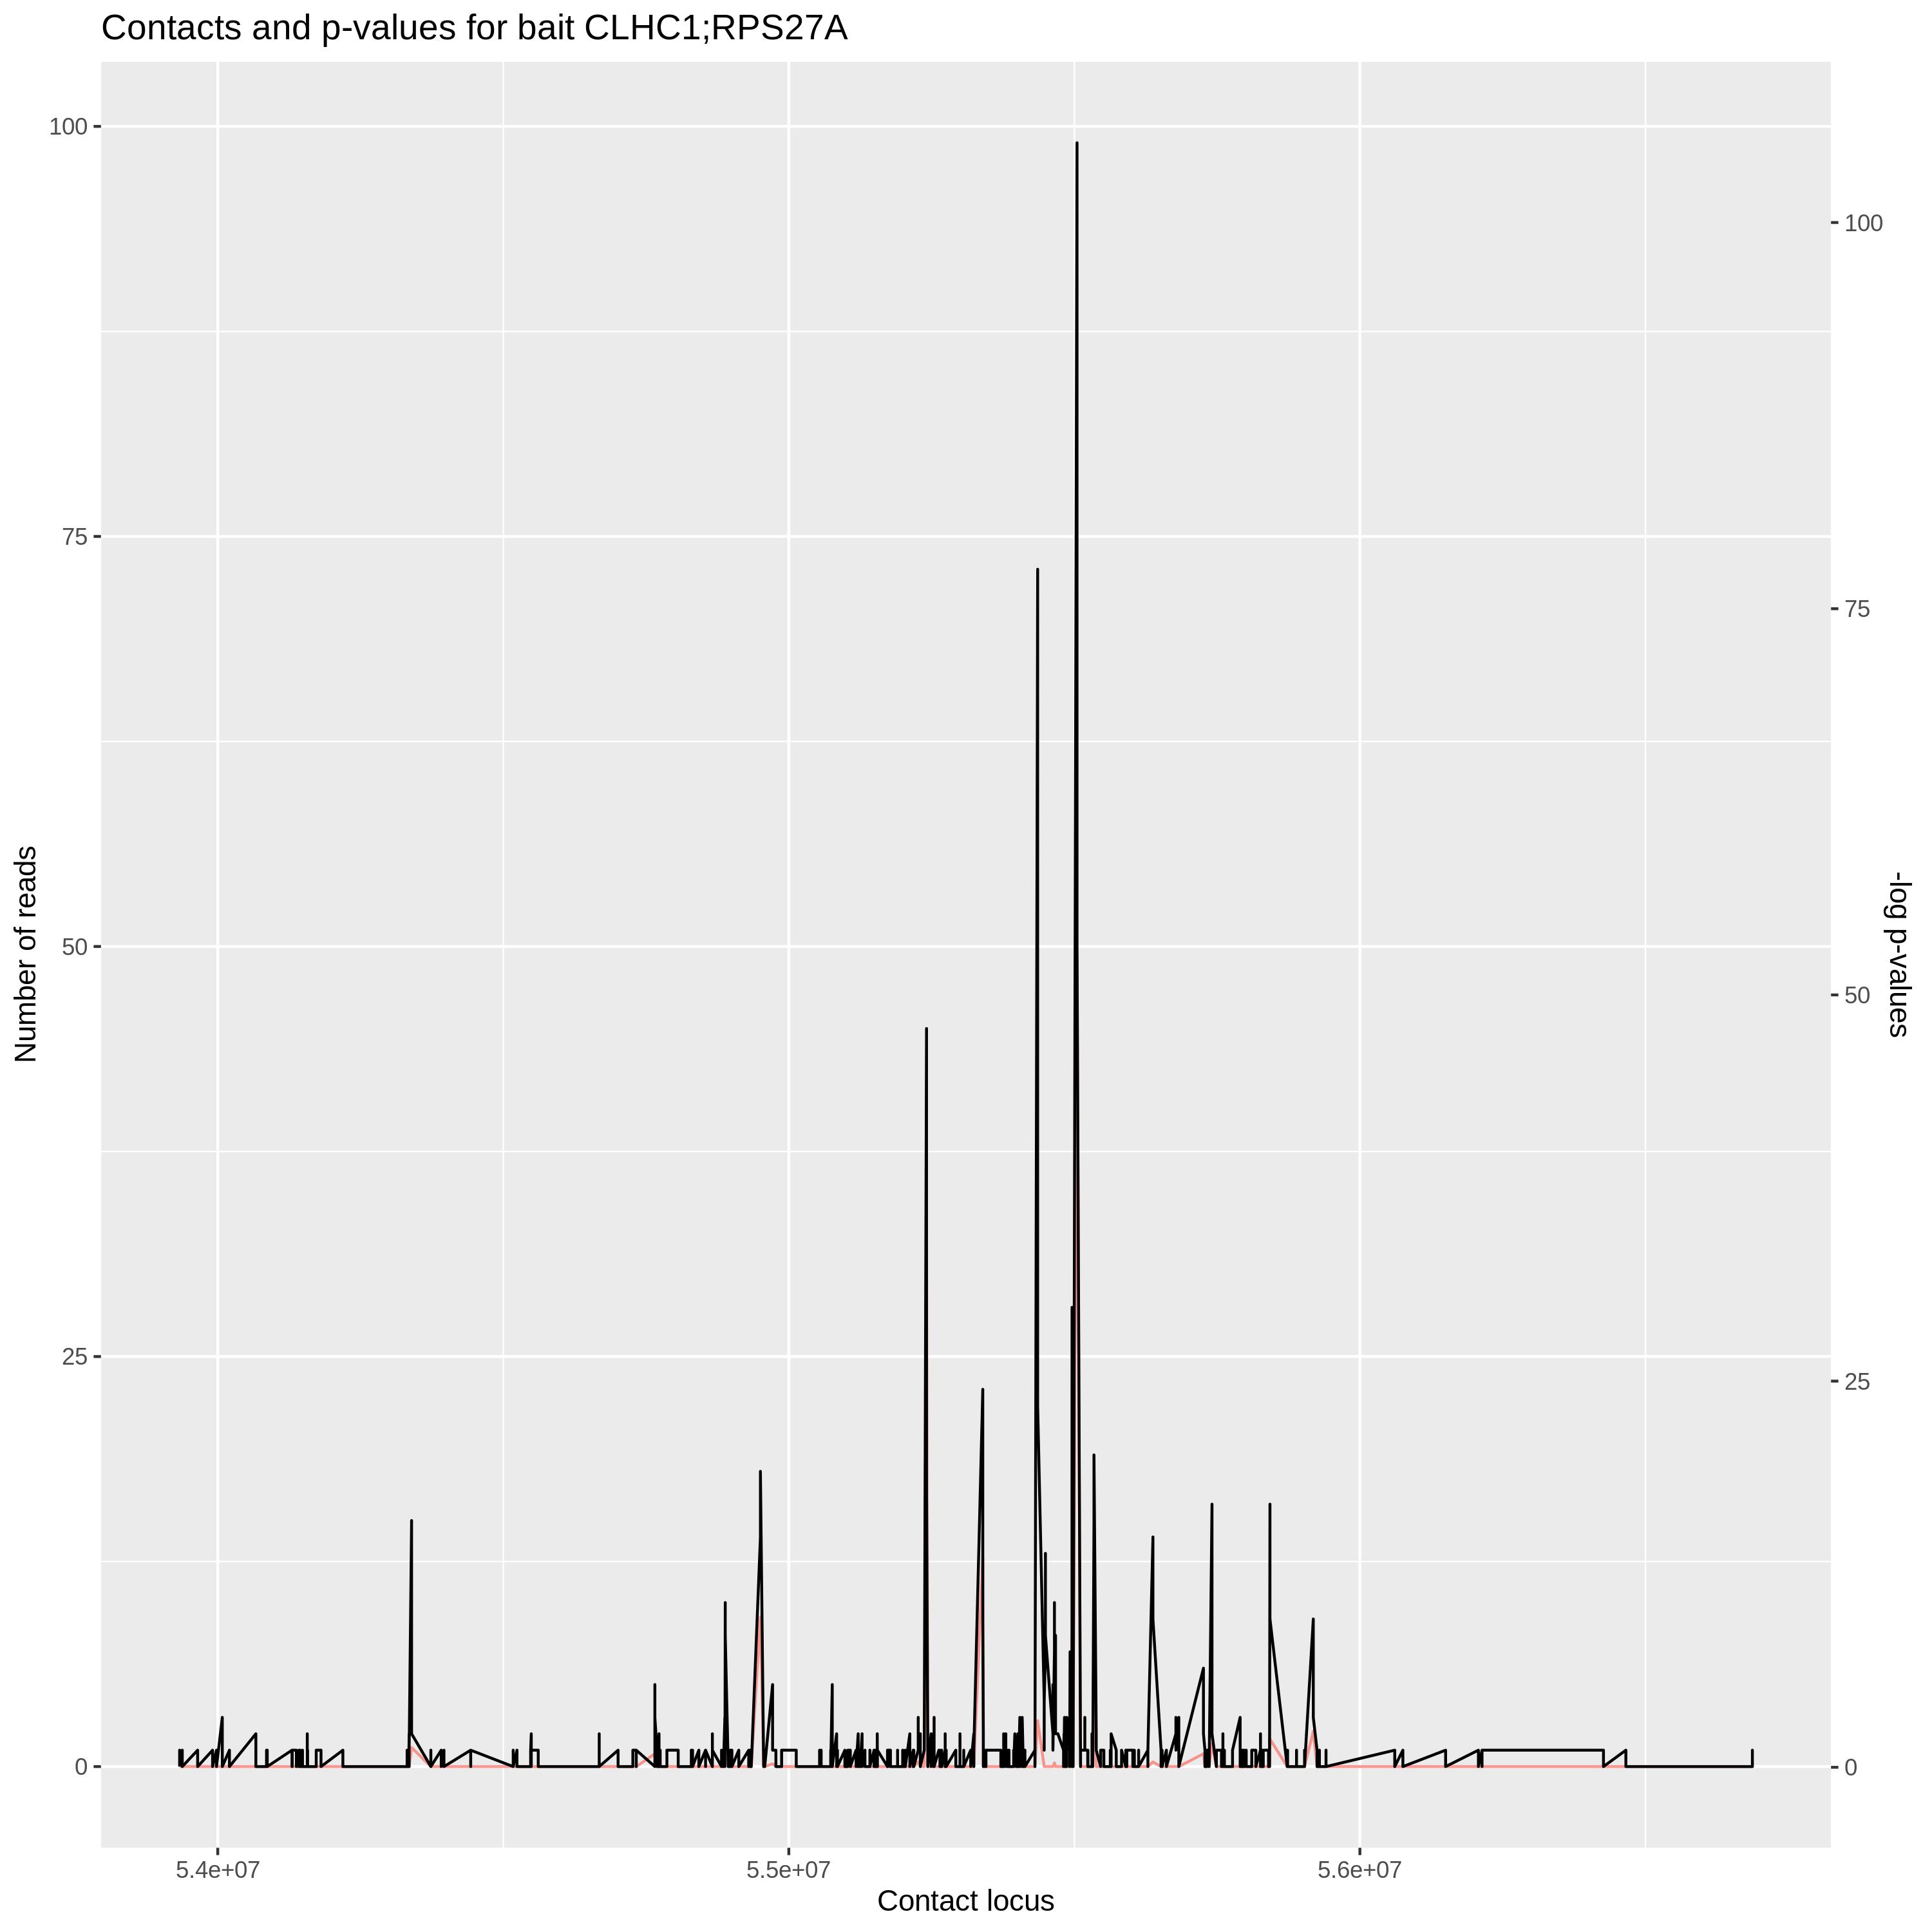 Contacts and p-values for bait CLHC1;RPS27A
100
75
50
25
0
Number of reads
100
75
50
25
0
-log p-values
5.4e+07
5.5e+07
5.6e+07
Contact locus